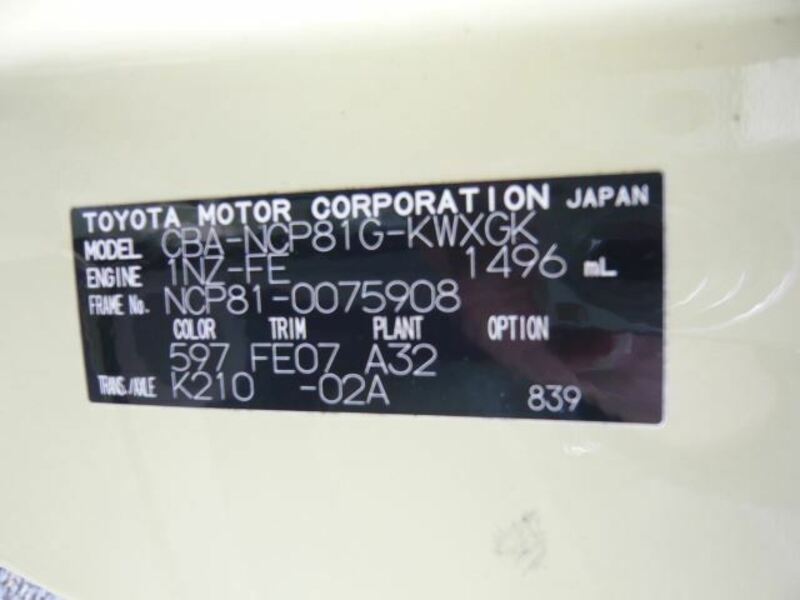 TOYOTA MOTOR CORPORATION JAPAN
MODEL CBA-NCP81G-KWXGK
ENGINE 1NZ-FE 1496 mL
FRAME No. NCP81-0075908
COLOR TRIM PLANT OPTION
597 FE07 A32
TRANS./AXLE K210 -02A 839